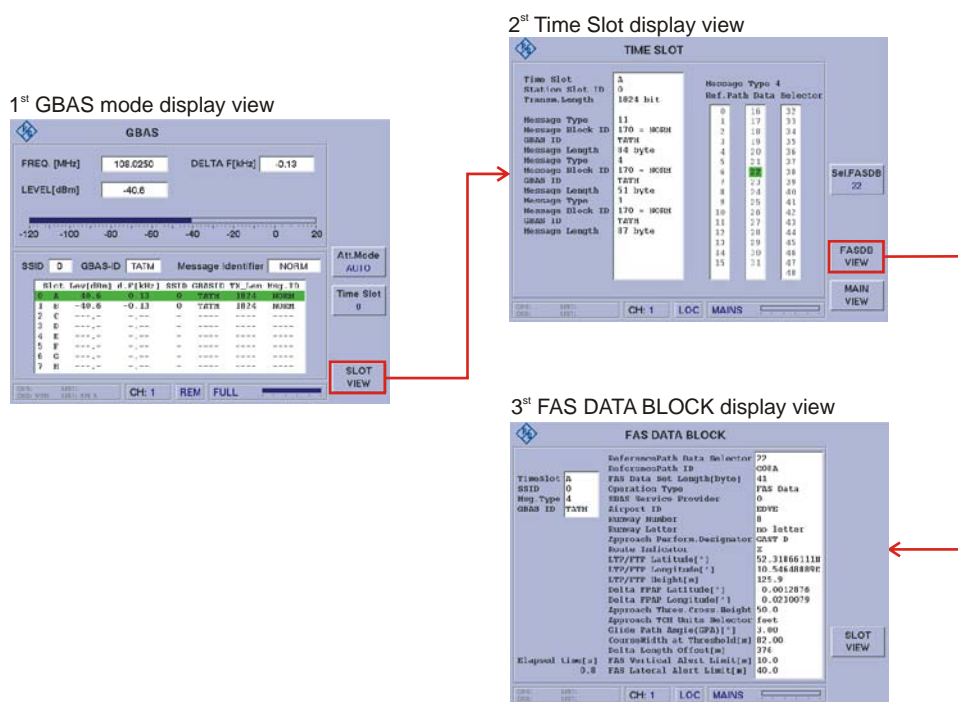 1st GBAS mode display view
GBAS
FREQ. [MHz] 108.0250 DELTA F[kHz] -0.13
LEVEL[dBm] -40.6
-120 -100 -80 -60 -40 -20 0 20
SSID 0 GBAS-ID TATM Message Identifier NORM
Slot Lev[dBm] d.F[kHz] SSID GBASID TX_Len Msg.ID
0 A -40.6 -0.13 0 TATM 1824 NORM
1 B -40.6 -0.13 0 TATM 1824 NORM
2 C ---.- -.-- - ---- ---- ----
3 D ---.- -.-- - ---- ---- ----
4 E ---.- -.-- - ---- ---- ----
5 F ---.- -.-- - ---- ---- ----
6 G ---.- -.-- - ---- ---- ----
7 H ---.- -.-- - ---- ---- ----
Att.Mode
AUTO
Time Slot
0
SLOT
VIEW
CH: 1 REM FULL
2st Time Slot display view
TIME SLOT
Time Slot A
Station Slot ID 0
Transm.Length 1824 bit
Message Type 11
Message Block ID 170 = NORM
GBAS ID TATM
Message Length 84 byte
Message Type 4
Message Block ID 170 = NORM
GBAS ID TATM
Message Length 51 byte
Message Type 3
Message Block ID 170 = NORM
GBAS ID TATM
Message Length 87 byte
Message Type 4
Ref.Path Data Selector
0 16 32
1 17 33
2 18 34
3 19 35
4 20 36
5 21 37
6 22 38
7 23 39
8 24 40
9 25 41
10 26 42
11 27 43
12 28 44
13 29 45
14 30 46
15 31 47
48
Sel.FASDB
22
FASDB
VIEW
MAIN
VIEW
CH: 1 LOC MAINS
3st FAS DATA BLOCK display view
FAS DATA BLOCK
TimeSlot A
SSID 0
Msg.Type 4
GBAS ID TATM
ReferencePath Data Selector 22
ReferencePath ID G08A
FAS Data Set Length[byte] 41
Operation Type FAS Data
SBAS Service Provider 0
Airport ID EDVE
Runway Number 8
Runway Letter no letter
Approach Perform.Designator GAST D
Route Indicator Z
LTP/FTP Latitude[°] 52.31866111N
LTP/FTP Longitude[°] 10.54648889E
LTP/FTP Height[m] 125.9
Delta FPAP Latitude[°] 0.0012876
Delta FPAP Longitude[°] 0.0230079
Approach Thres.Cross.Height 50.0
Approach TCH Units Selector feet
Glide Path Angle(GPA)[°] 3.00
CourseWidth at Threshold[m] 82.00
Delta Length Offset[m] 376
FAS Vertical Alert Limit[m] 10.0
FAS Lateral Alert Limit[m] 40.0
Elapsed time[s]
0.8
SLOT
VIEW
CH: 1 LOC MAINS